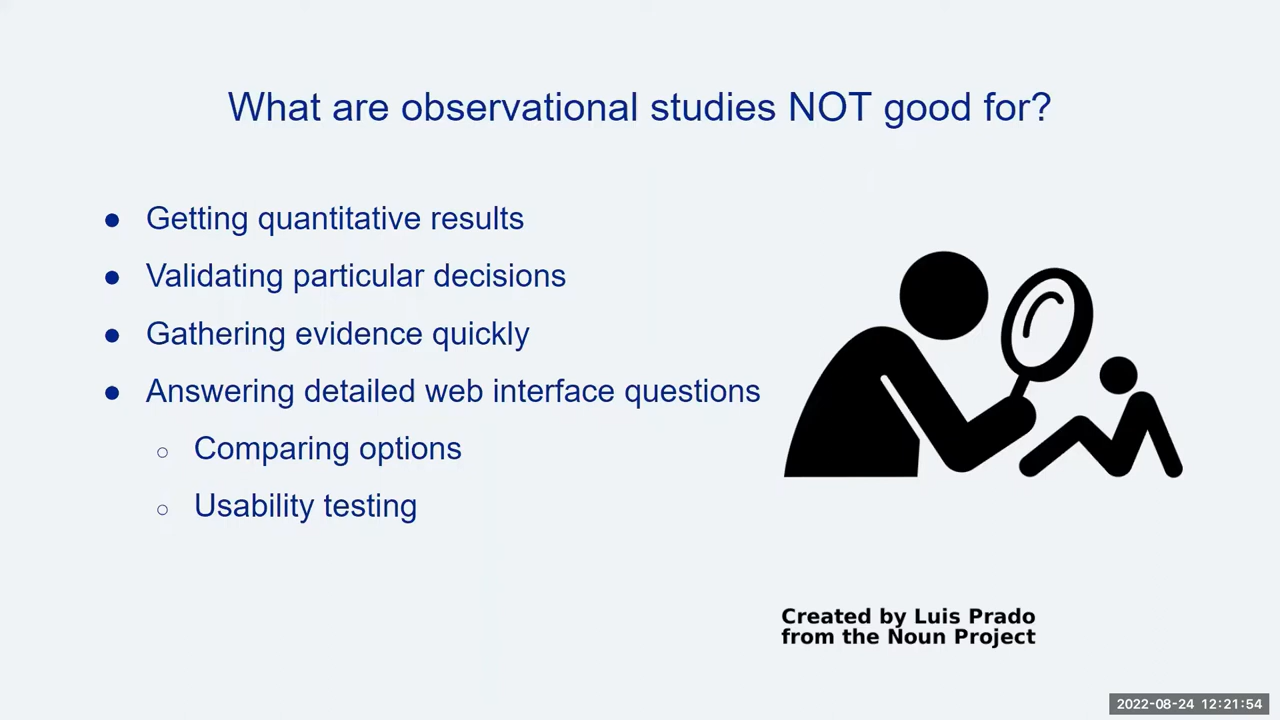 What are observational studies NOT good for?
● Getting quantitative results
● Validating particular decisions
● Gathering evidence quickly
● Answering detailed web interface questions
○ Comparing options
○ Usability testing
Created by Luis Prado
from the Noun Project
2022-08-24 12:21:54